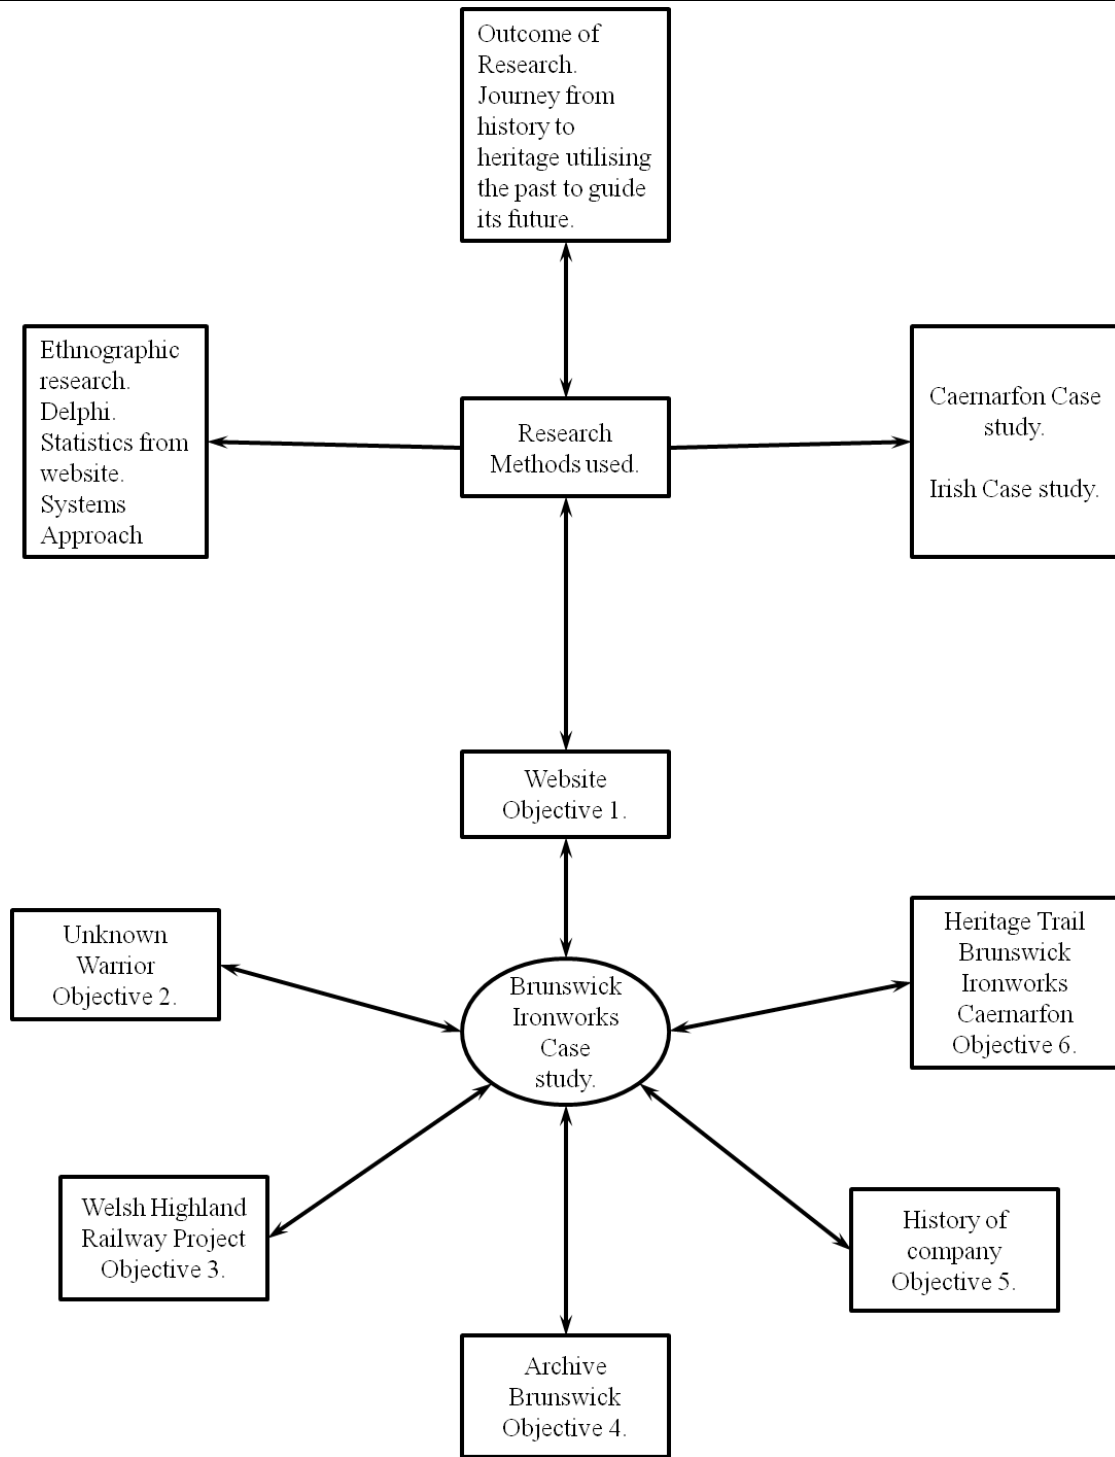 Outcome of
Research.
Journey from
history to
heritage utilising
the past to guide
its future.
Ethnographic
research.
Delphi.
Statistics from
website.
Systems
Approach
Research
Methods used.
Caernarfon Case
study.
Irish Case study.
Website
Objective 1.
Unknown
Warrior
Objective 2.
Brunswick
Ironworks
Case
study.
Heritage Trail
Brunswick
Ironworks
Caernarfon
Objective 6.
Welsh Highland
Railway Project
Objective 3.
History of
company
Objective 5.
Archive
Brunswick
Objective 4.